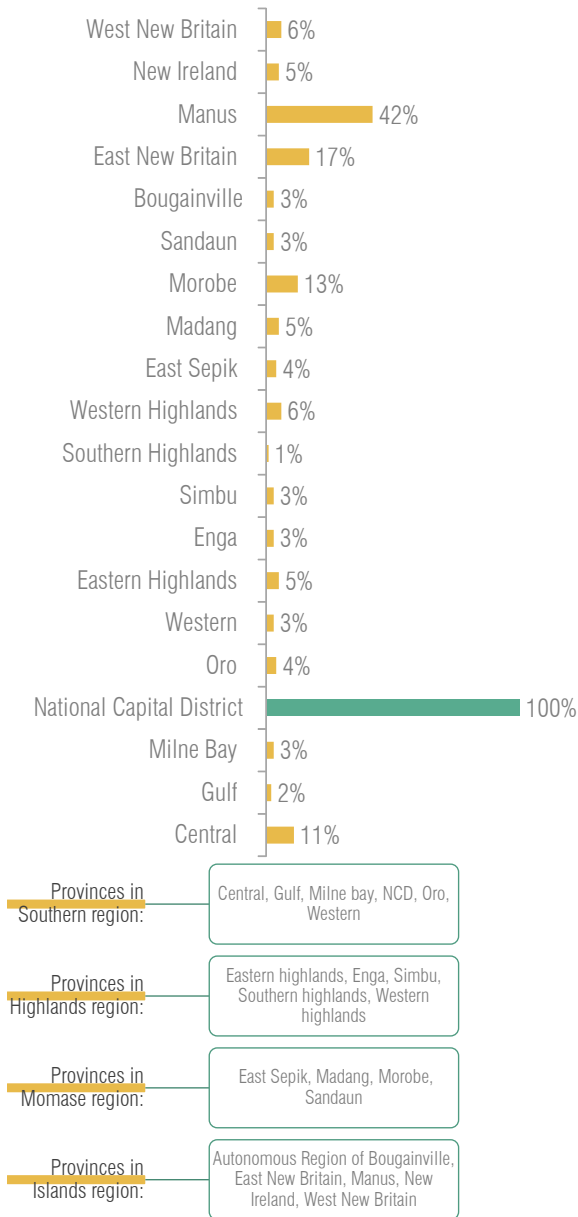 West New Britain 6%
New Ireland 5%
Manus 42%
East New Britain 17%
Bougainville 3%
Sandaun 3%
Morobe 13%
Madang 5%
East Sepik 4%
Western Highlands 6%
Southern Highlands 1%
Simbu 3%
Enga 3%
Eastern Highlands 5%
Western 3%
Oro 4%
National Capital District 100%
Milne Bay 3%
Gulf 2%
Central 11%
Provinces in
Southern region:
Central, Gulf, Milne bay, NCD, Oro,
Western
Provinces in
Highlands region:
Eastern highlands, Enga, Simbu,
Southern highlands, Western
highlands
Provinces in
Momase region:
East Sepik, Madang, Morobe,
Sandaun
Provinces in
Islands region:
Autonomous Region of Bougainville,
East New Britain, Manus, New
Ireland, West New Britain